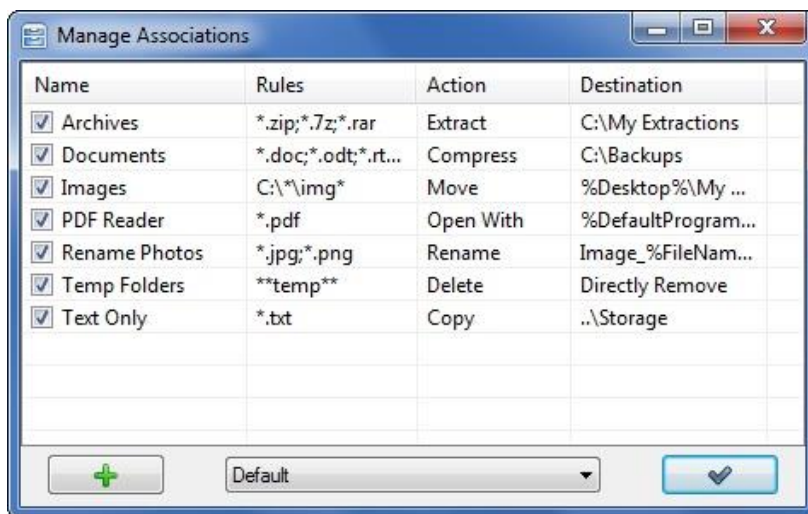 Manage Associations
Name Rules Action Destination
Archives *.zip;*.7z;*.rar Extract C:\My Extractions
Documents *.doc;*.odt;*.rt... Compress C:\Backups
Images C:\*\img* Move %Desktop%\My ...
PDF Reader *.pdf Open With %DefaultProgram...
Rename Photos *.jpg;*.png Rename Image_%FileNam...
Temp Folders **temp** Delete Directly Remove
Text Only *.txt Copy ..\Storage
Default